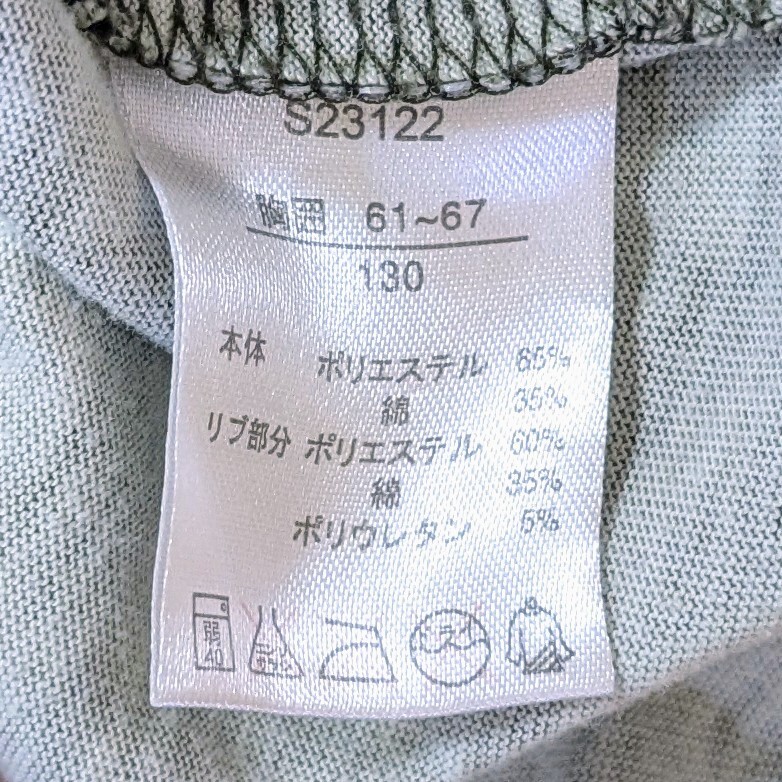 S23122
胸囲 61~67
130
本体 ポリエステル 65%
綿 35%
リブ部分 ポリエステル 60%
綿 35%
ポリウレタン 5%
弱 ドライ
40